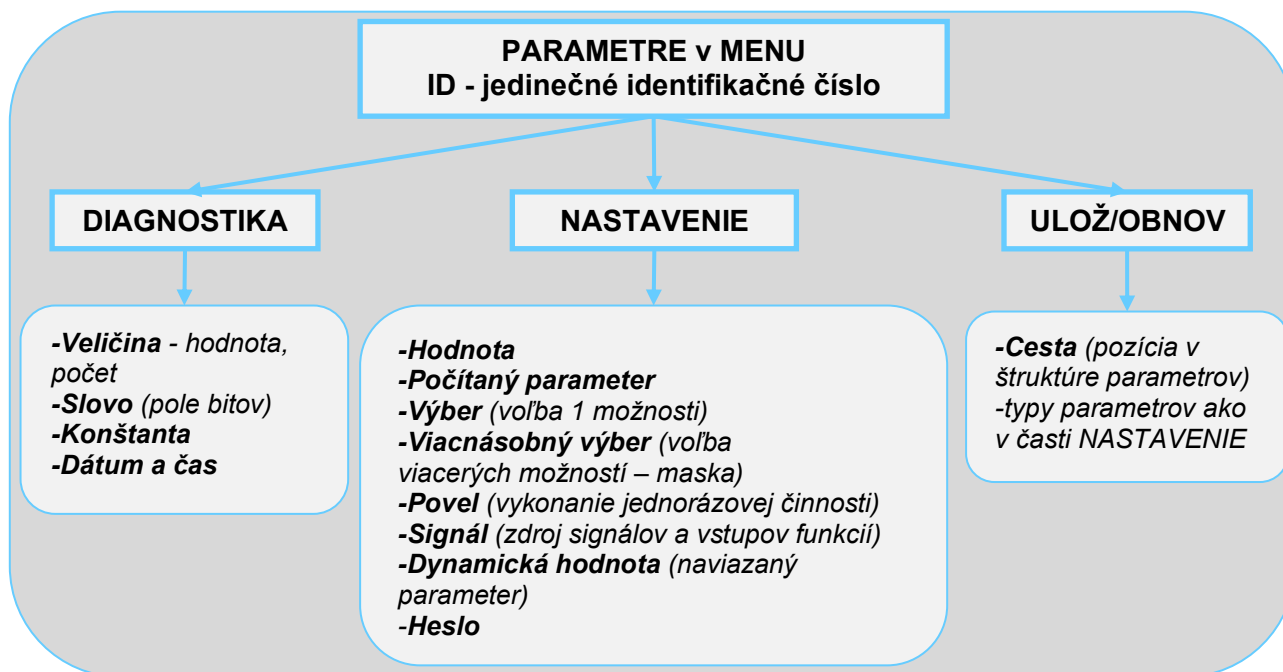 PARAMETRE v MENU
ID - jedinečné identifikačné číslo
DIAGNOSTIKA
NASTAVENIE
ULOŽ/OBNOV
-Veličina - hodnota,
počet
-Slovo (pole bitov)
-Konštanta
-Dátum a čas
-Hodnota
-Počítaný parameter
-Výber (voľba 1 možnosti)
-Viacnásobný výber (voľba
viacerých možností – maska)
-Povel (vykonanie jednorázovej činnosti)
-Signál (zdroj signálov a vstupov funkcií)
-Dynamická hodnota (naviazaný
parameter)
-Heslo
-Cesta (pozícia v
štruktúre parametrov)
-typy parametrov ako
v časti NASTAVENIE